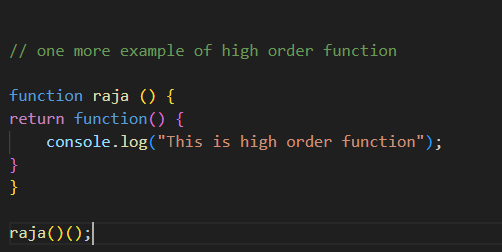 // one more example of high order function
function raja () {
return function() {
console.log("This is high order function");
}
}
raja()();